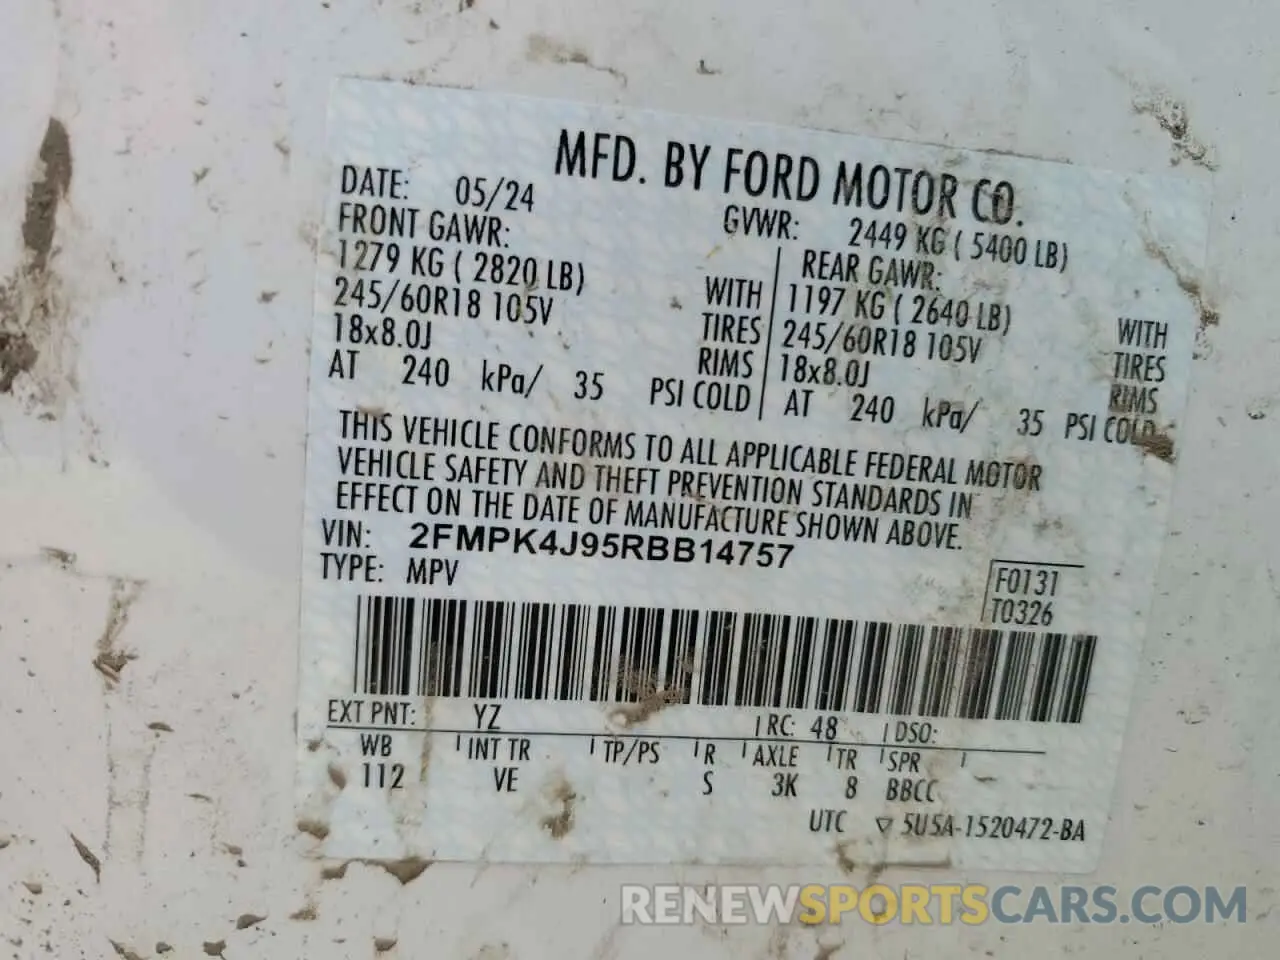 MFD. BY FORD MOTOR CO.
DATE: 05/24 GVWR: 2449 KG ( 5400 LB)
FRONT GAWR: REAR GAWR:
1279 KG ( 2820 LB) WITH 1197 KG ( 2640 LB) WITH
245/60R18 105V TIRES 245/60R18 105V TIRES
18x8.0J RIMS 18x8.0J RIMS
AT 240 kPa/ 35 PSI COLD AT 240 kPa/ 35 PSI COLD
THIS VEHICLE CONFORMS TO ALL APPLICABLE FEDERAL MOTOR
VEHICLE SAFETY AND THEFT PREVENTION STANDARDS IN
EFFECT ON THE DATE OF MANUFACTURE SHOWN ABOVE.
VIN: 2FMPK4J95RBB14757
TYPE: MPV F0131
T0326
EXT PNT: YZ RC: 48 DSO:
WB INT TR TP/PS R AXLE TR SPR
112 VE S 3K 8 BBCC
UTC ▽ 5U5A-1520472-BA
RENEWSPORTSCARS.COM